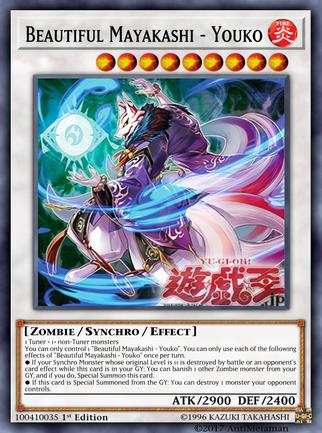 BEAUTIFUL MAYAKASHI - YOUKO
FIRE
炎
YU-GI-OH!
遊戯王
.jp
[ZOMBIE / SYNCHRO / EFFECT]
1 Tuner + 1+ non-Tuner monsters
You can only control 1 "Beautiful Mayakashi - Youko". You can only use each of the following
effects of "Beautiful Mayakashi - Youko" once per turn.
● If your Synchro Monster whose original Level is 11 is destroyed by battle or an opponent's
card effect while this card is in your GY: You can banish 1 other Zombie monster from your
GY, and if you do, Special Summon this card.
● If this card is Special Summoned from the GY: You can destroy 1 monster your opponent
controls.
ATK/2900 DEF/2400
100410035 1st Edition
©1996 KAZUKI TAKAHASHI
©2017 AntiMetaman